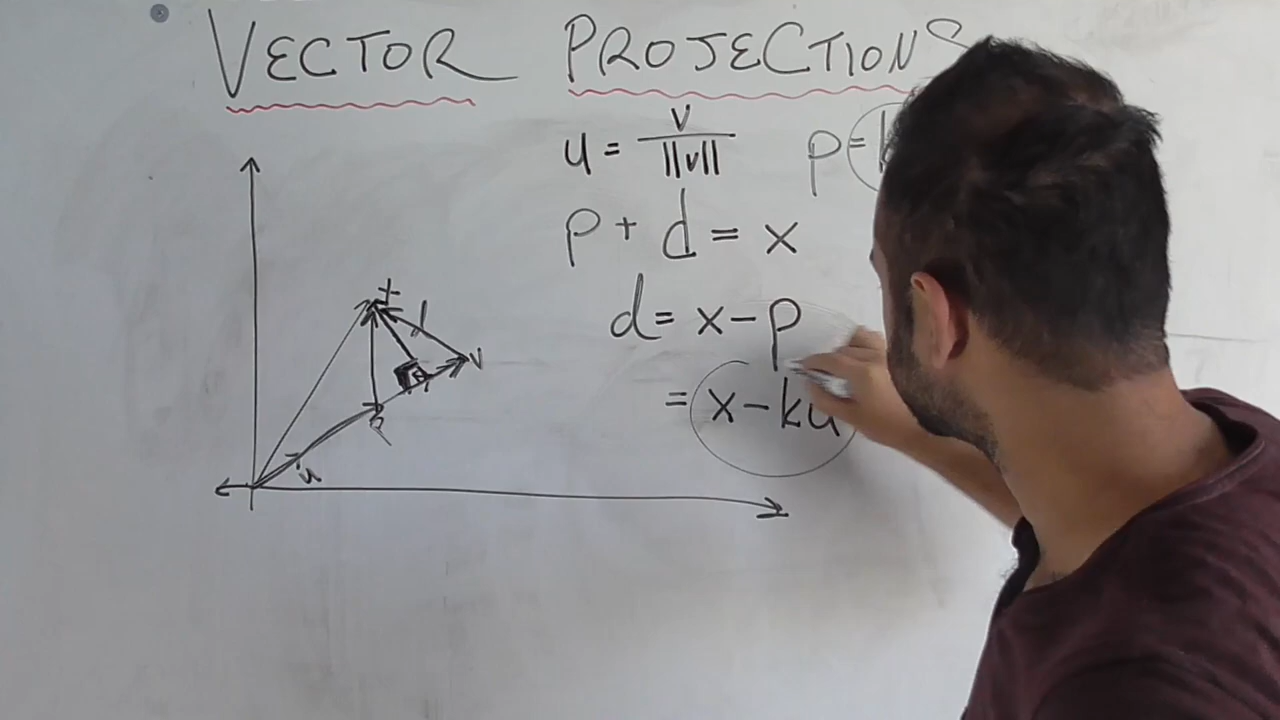 VECTOR PROJECTIONS
u = v / ||v|| p =
p + d = x
d = x - p
= x - ku
x
d
v
u